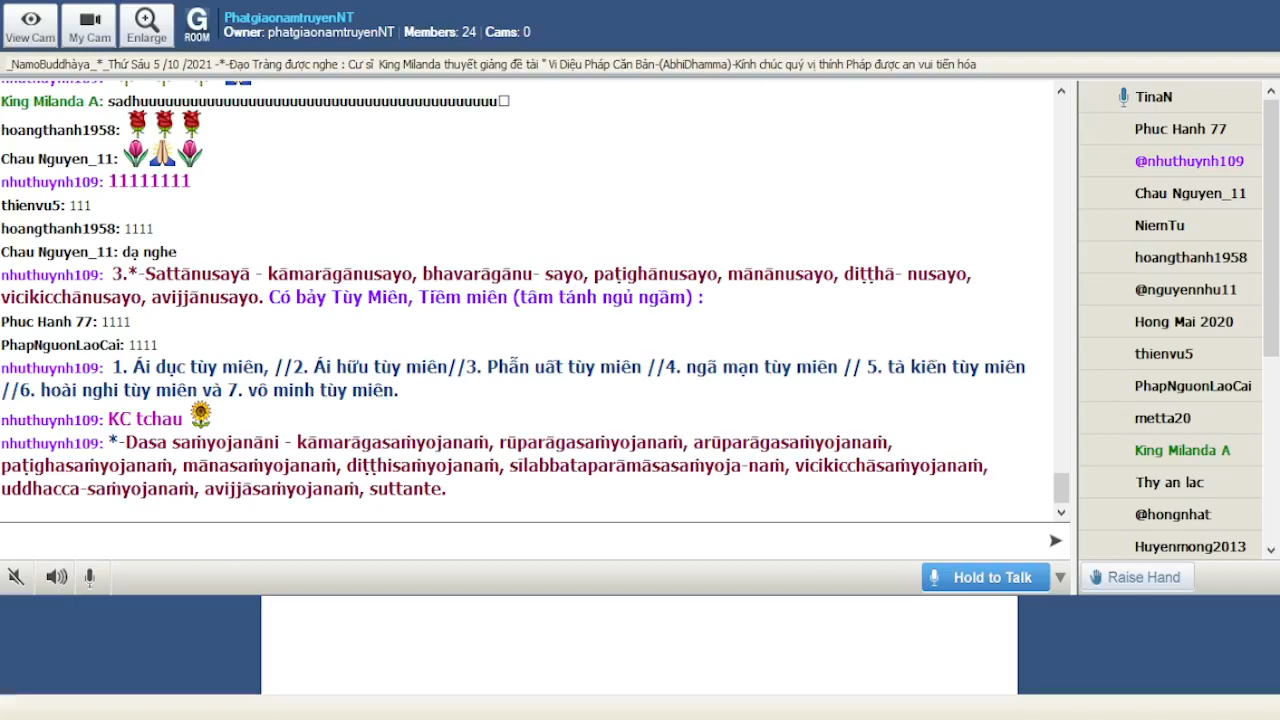 View Cam
My Cam
Enlarge
G
ROOM
PhatgiaonamtruyenNT
Owner: phatgiaonamtruyenNT | Members: 24 | Cams: 0
_NamoBuddhàya_*_Thứ Sáu 5 /10 /2021 -*-Đạo Tràng được nghe : Cư sĩ King Milanda thuyết giảng đề tài " Vi Diệu Pháp Căn Bản-(AbhiDhamma)-Kính chúc quý vị thính Pháp được an vui tiến hóa
King Milanda A: sadhuuuuuuuuuuuuuuuuuuuuuuuuuuuuuuuuuuuuuuuuuuu□
hoangthanh1958:
Chau Nguyen_11:
nhuthuynh109: 11111111
thienvu5: 111
hoangthanh1958: 1111
Chau Nguyen_11: dạ nghe
nhuthuynh109: 3.*-Sattānusayā - kāmarāgānusayo, bhavarāgānu- sayo, paṭighānusayo, mānānusayo, diṭṭhā- nusayo,
vicikicchānusayo, avijjānusayo. Có bảy Tùy Miên, Tiềm miên (tâm tánh ngủ ngầm) :
Phuc Hanh 77: 1111
PhapNguonLaoCai: 1111
nhuthuynh109: 1. Ái dục tùy miên, //2. Ái hữu tùy miên//3. Phẫn uất tùy miên //4. ngã mạn tùy miên // 5. tà kiến tùy miên
//6. hoài nghi tùy miên và 7. vô minh tùy miên.
nhuthuynh109: KC tchau
nhuthuynh109: *-Dasa saṁyojanāni - kāmarāgasaṁyojanaṁ, rūparāgasaṁyojanaṁ, arūparāgasaṁyojanaṁ,
paṭighasaṁyojanaṁ, mānasaṁyojanaṁ, diṭṭhisaṁyojanaṁ, sīlabbataparāmāsasaṁyoja-naṁ, vicikicchāsaṁyojanaṁ,
uddhacca-saṁyojanaṁ, avijjāsaṁyojanaṁ, suttante.
TinaN
Phuc Hanh 77
@nhuthuynh109
Chau Nguyen_11
NiemTu
hoangthanh1958
@nguyennhu11
Hong Mai 2020
thienvu5
PhapNguonLaoCai
metta20
King Milanda A
Thy an lac
@hongnhat
Huyenmong2013
Hold to Talk
Raise Hand